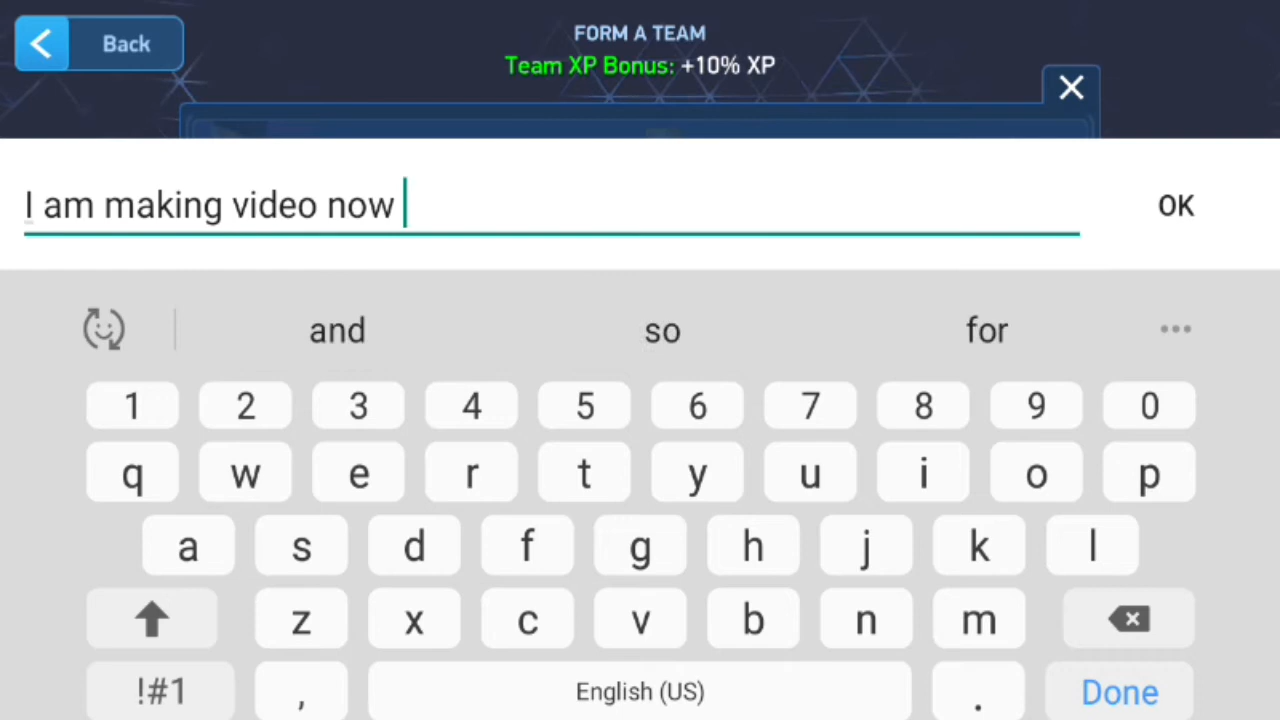 Back
FORM A TEAM
Team XP Bonus: +10% XP
I am making video now
OK
and so for
1 2 3 4 5 6 7 8 9 0
q w e r t y u i o p
a s d f g h j k l
z x c v b n m
!#1 , English (US) . Done